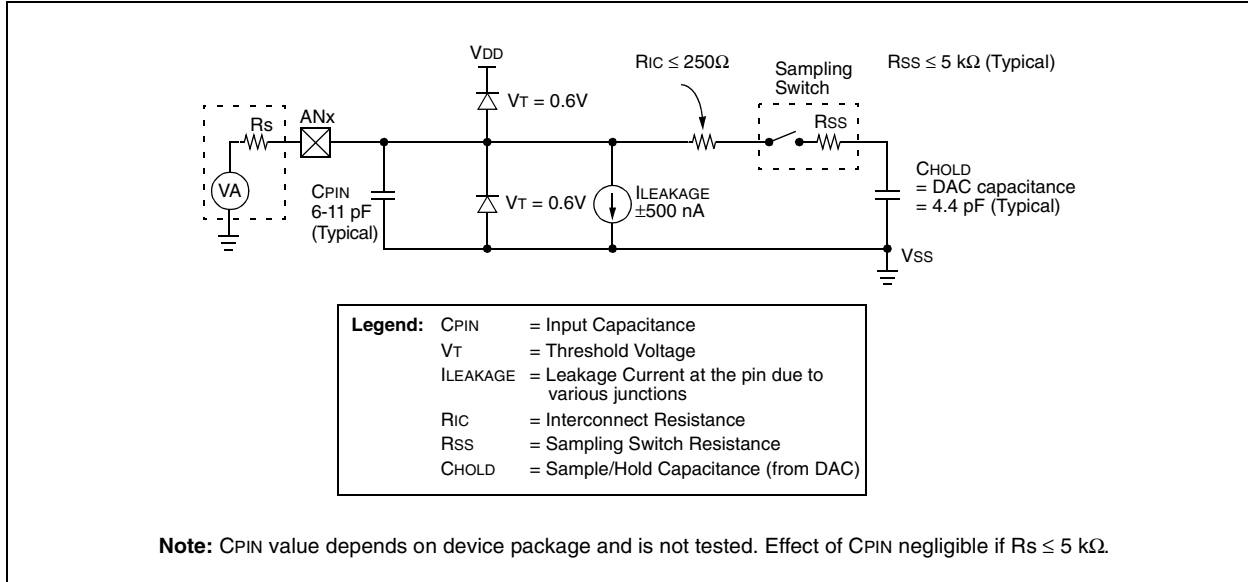 VDD
RIC ≤ 250Ω
Sampling
Switch
RSS ≤ 5 kΩ (Typical)
VT = 0.6V
Rs
ANx
RSS
VA
CPIN
6-11 pF
(Typical)
VT = 0.6V
ILEAKAGE
±500 nA
CHOLD
= DAC capacitance
= 4.4 pF (Typical)
VSS
Legend: CPIN = Input Capacitance
VT = Threshold Voltage
ILEAKAGE = Leakage Current at the pin due to
various junctions
RIC = Interconnect Resistance
RSS = Sampling Switch Resistance
CHOLD = Sample/Hold Capacitance (from DAC)
Note: CPIN value depends on device package and is not tested. Effect of CPIN negligible if Rs ≤ 5 kΩ.